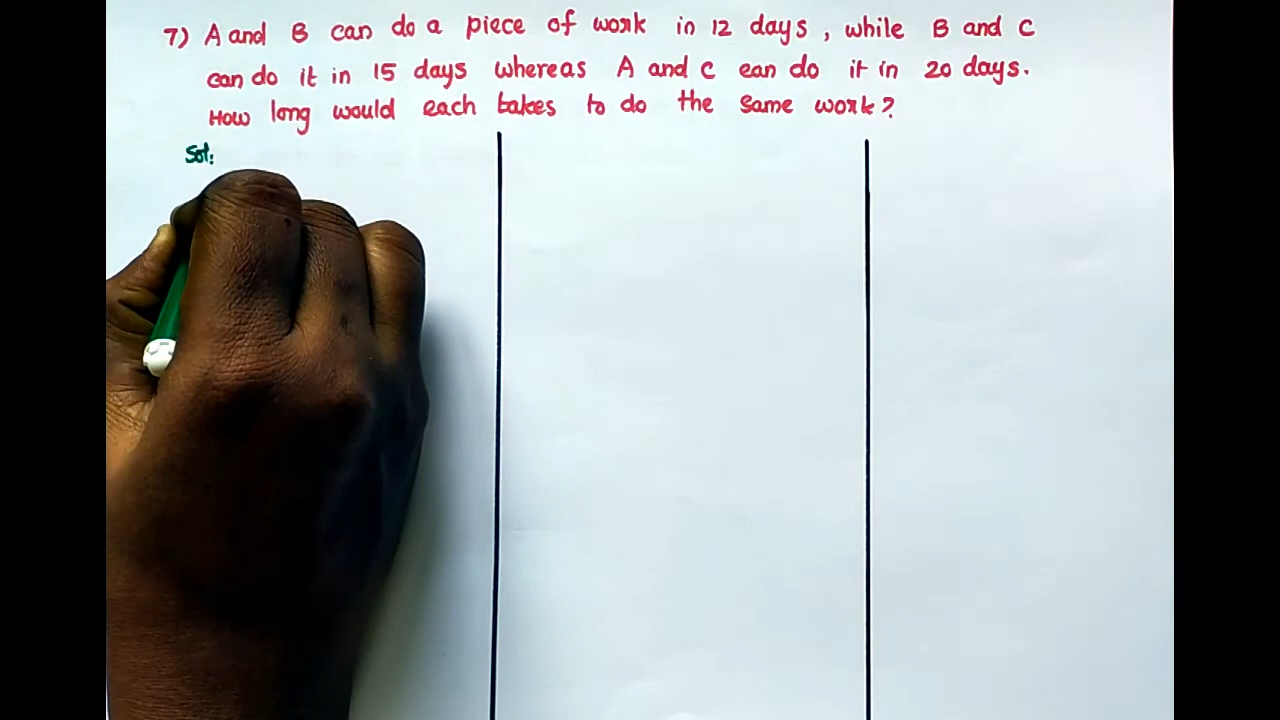 7) A and B can do a piece of work in 12 days, while B and C
can do it in 15 days whereas A and C can do it in 20 days.
How long would each takes to do the same work?
Sol: